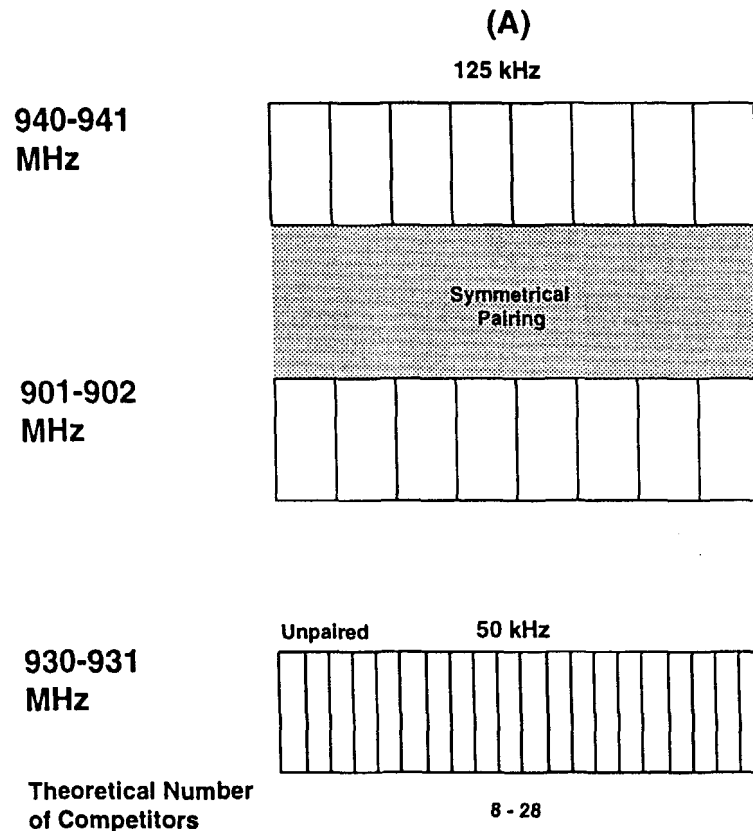 (A)
125 kHz
940-941
MHz
Symmetrical
Pairing
901-902
MHz
Unpaired
50 kHz
930-931
MHz
Theoretical Number
of Competitors
8 - 28